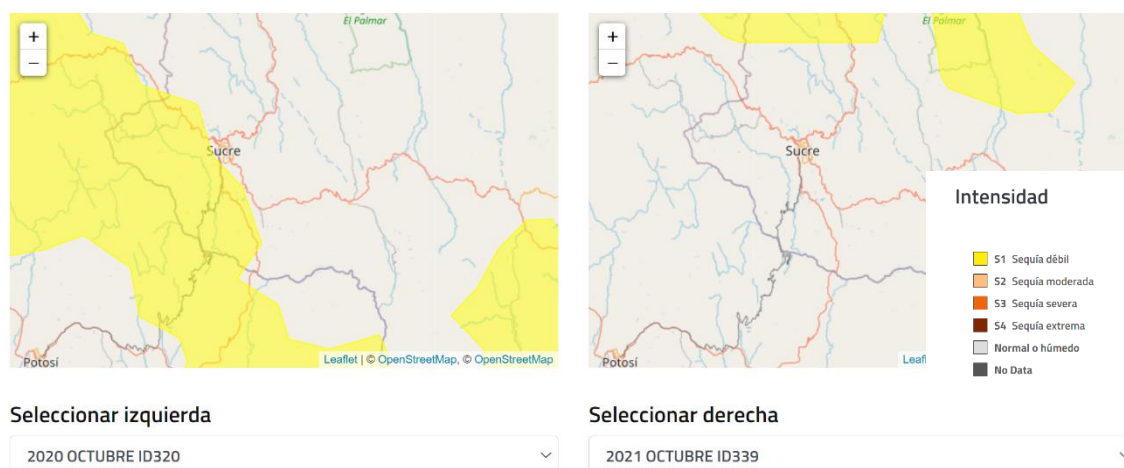 +
−
El Palmar
Sucre
Potosí
Leaflet | © OpenStreetMap, © OpenStreetMap
+
−
El Palmar
Sucre
Potosí
Leafl
Intensidad
S1 Sequía débil
S2 Sequía moderada
S3 Sequía severa
S4 Sequía extrema
Normal o húmedo
No Data
Seleccionar izquierda
2020 OCTUBRE ID320
Seleccionar derecha
2021 OCTUBRE ID339